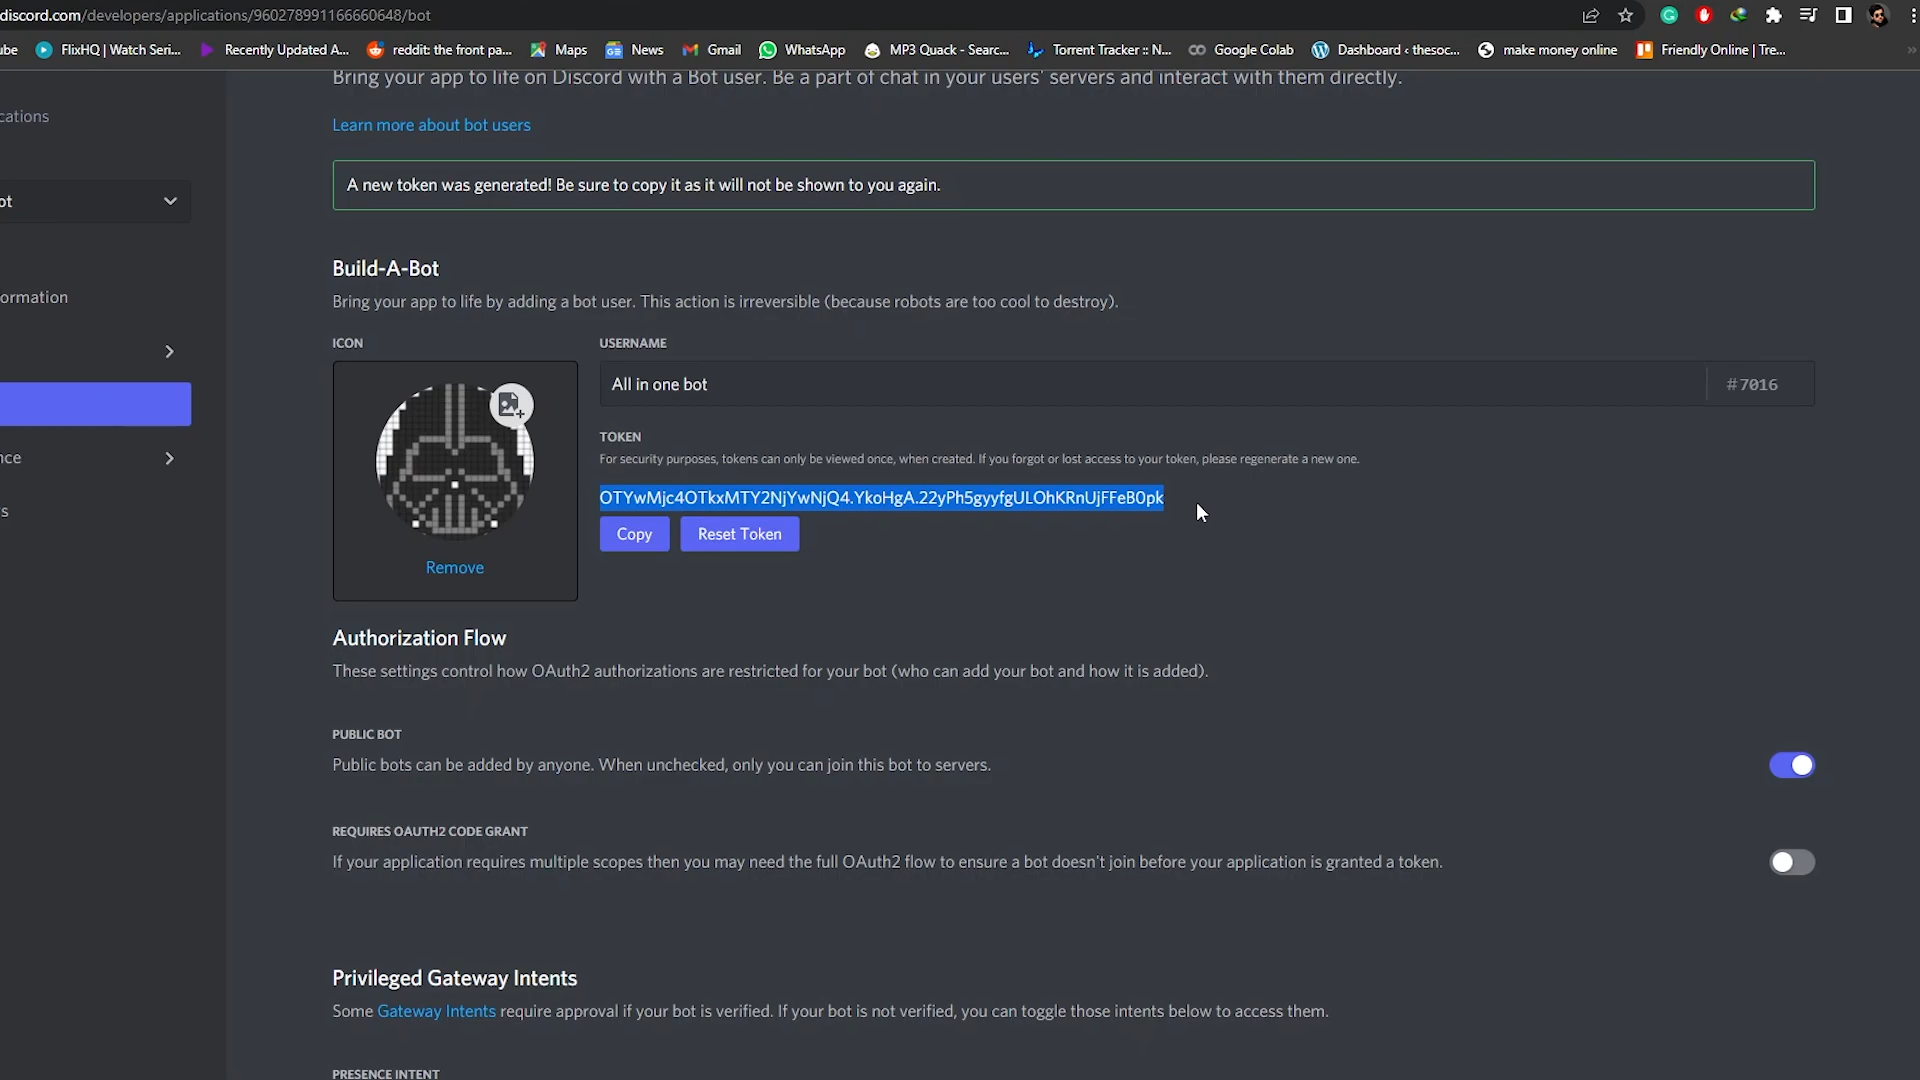 discord.com/developers/applications/960278991166660648/bot
ube FlixHQ | Watch Seri... Recently Updated A... reddit: the front pa... Maps News Gmail WhatsApp MP3 Quack - Searc... Torrent Tracker :: N... Google Colab Dashboard ‹ thesoc... make money online Friendly Online | Tre... »
Bring your app to life on Discord with a Bot user. Be a part of chat in your users' servers and interact with them directly.
cations
Learn more about bot users
A new token was generated! Be sure to copy it as it will not be shown to you again.
ot
Build-A-Bot
ormation
Bring your app to life by adding a bot user. This action is irreversible (because robots are too cool to destroy).
ICON
USERNAME
All in one bot
#7016
TOKEN
For security purposes, tokens can only be viewed once, when created. If you forgot or lost access to your token, please regenerate a new one.
nce
OTYwMjc4OTkxMTY2NjYwNjQ4.YkoHgA.22yPh5gyyfgULOhKRnUjFFeB0pk
s
Copy
Reset Token
Remove
Authorization Flow
These settings control how OAuth2 authorizations are restricted for your bot (who can add your bot and how it is added).
PUBLIC BOT
Public bots can be added by anyone. When unchecked, only you can join this bot to servers.
REQUIRES OAUTH2 CODE GRANT
If your application requires multiple scopes then you may need the full OAuth2 flow to ensure a bot doesn't join before your application is granted a token.
Privileged Gateway Intents
Some Gateway Intents require approval if your bot is verified. If your bot is not verified, you can toggle those intents below to access them.
PRESENCE INTENT